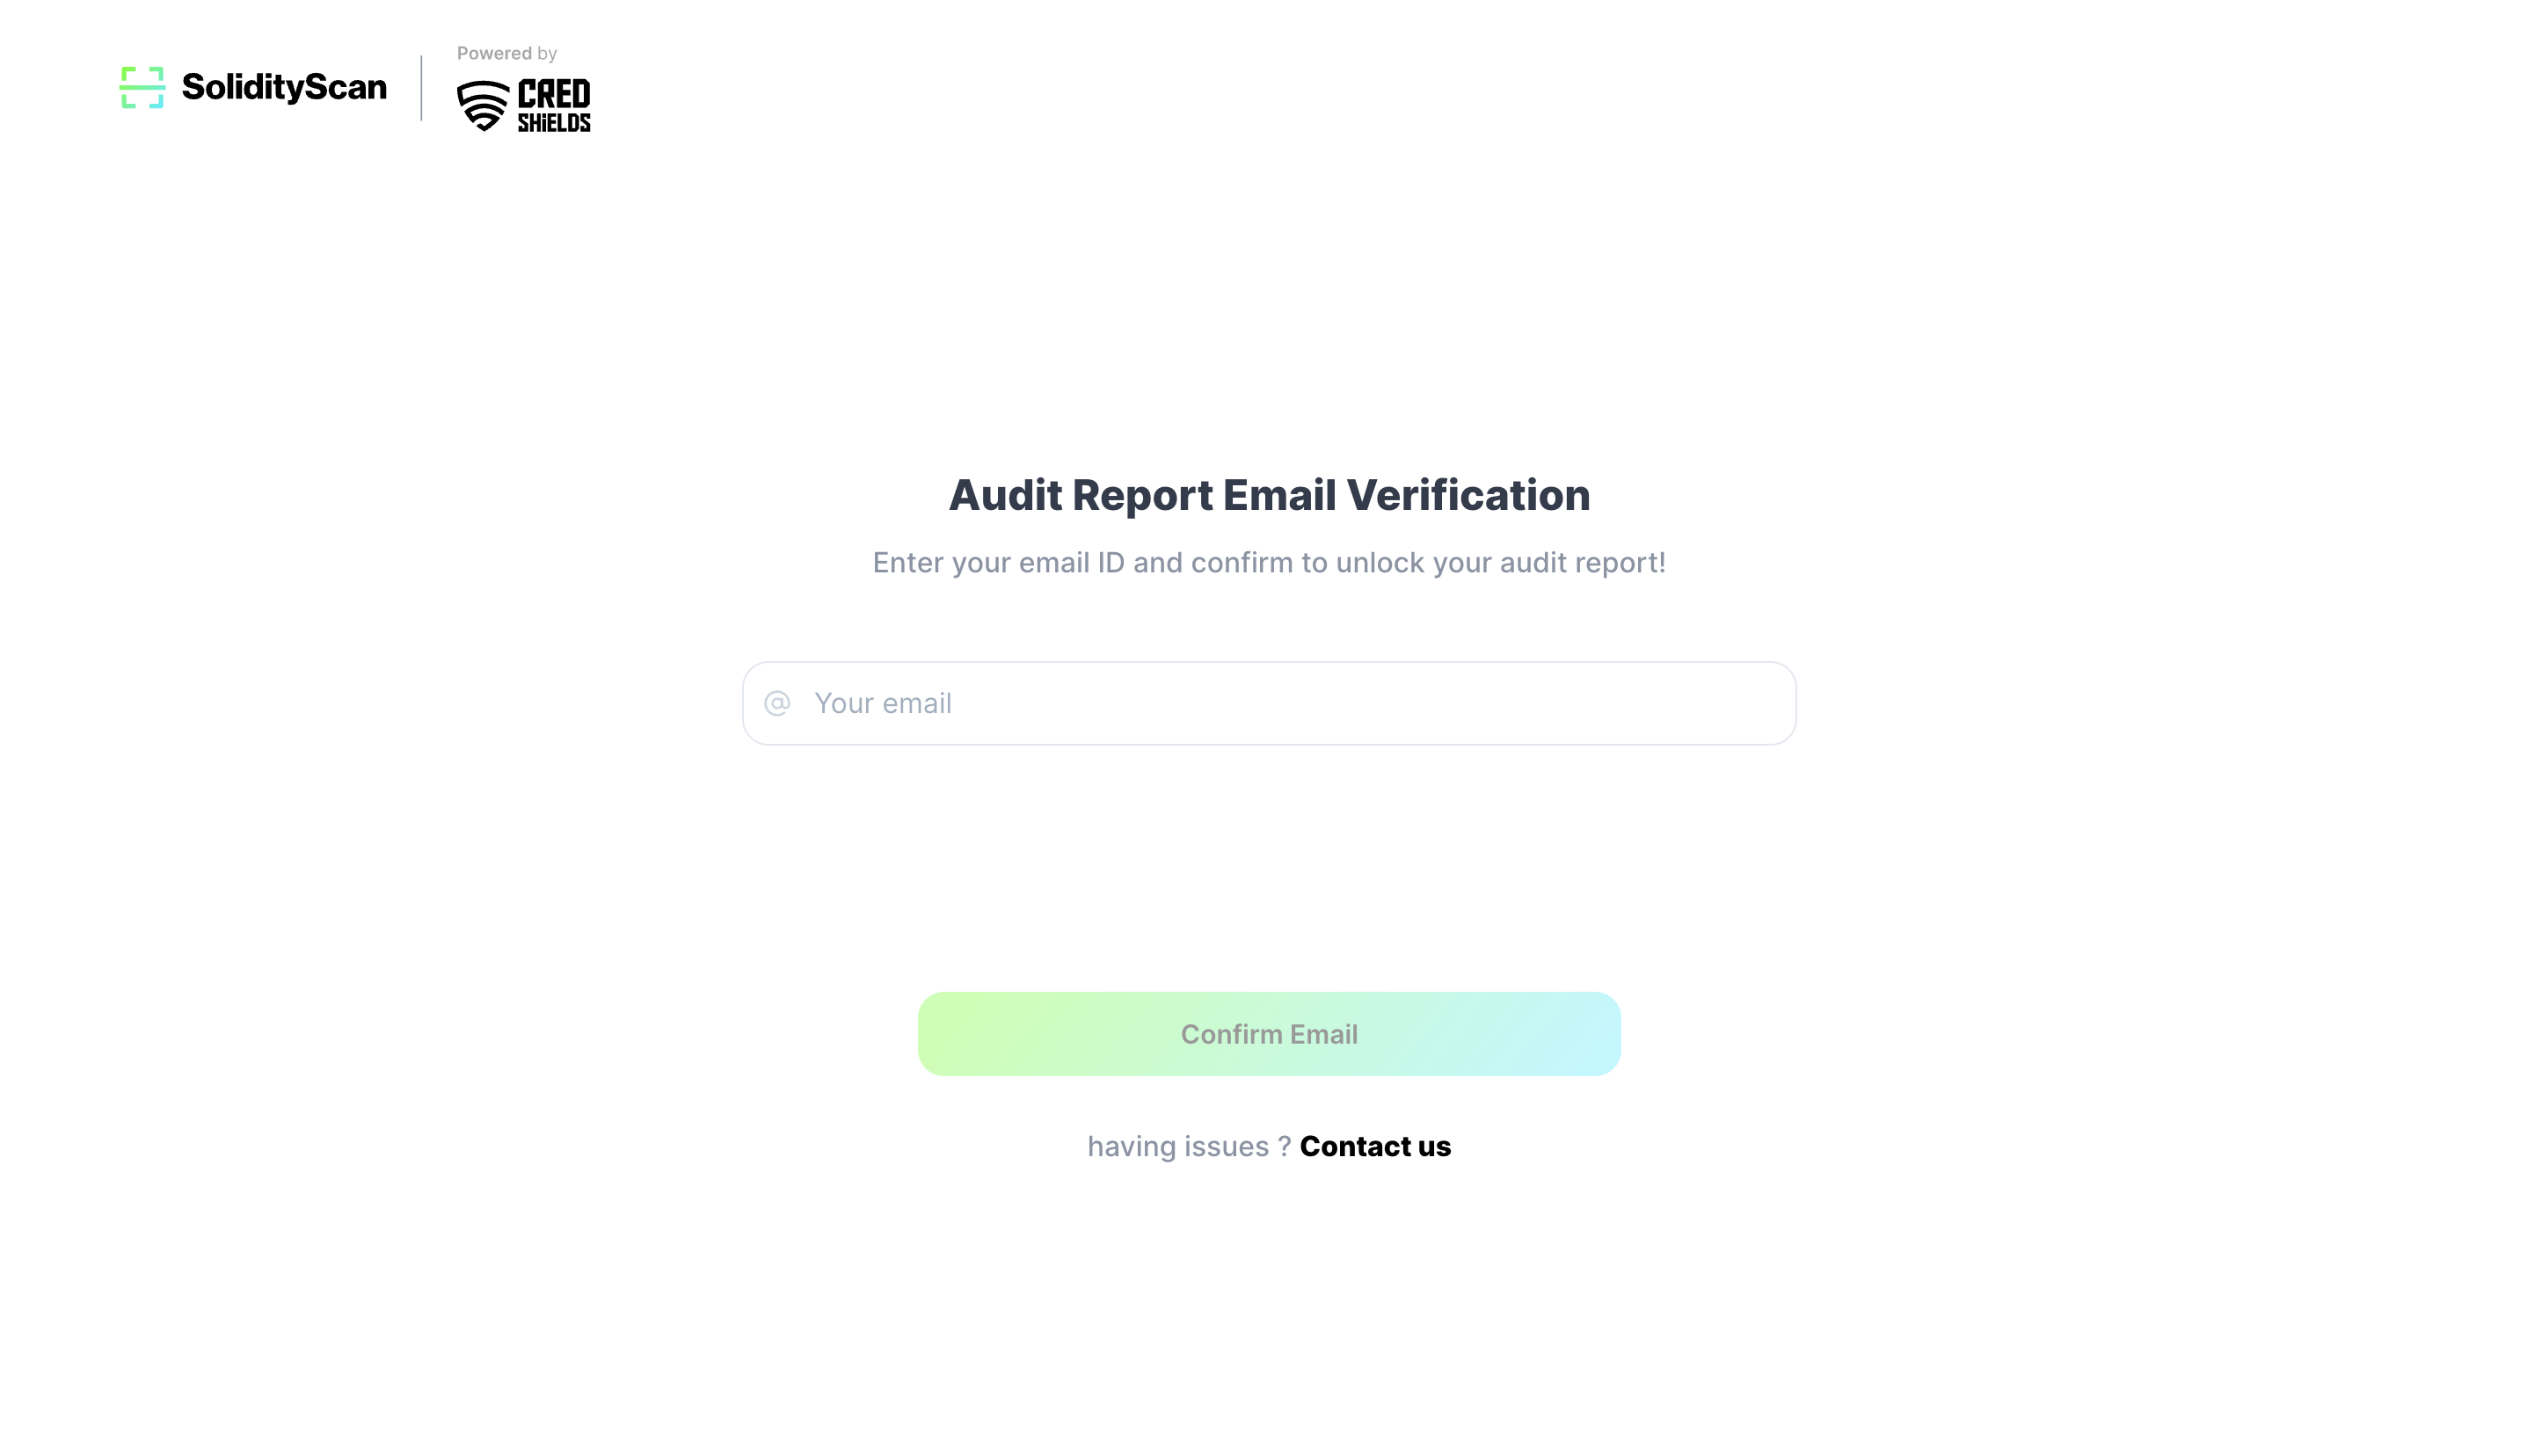 SolidityScan
Powered by
CRED
SHiELDS
Audit Report Email Verification
Enter your email ID and confirm to unlock your audit report!
@ Your email
Confirm Email
having issues ? Contact us